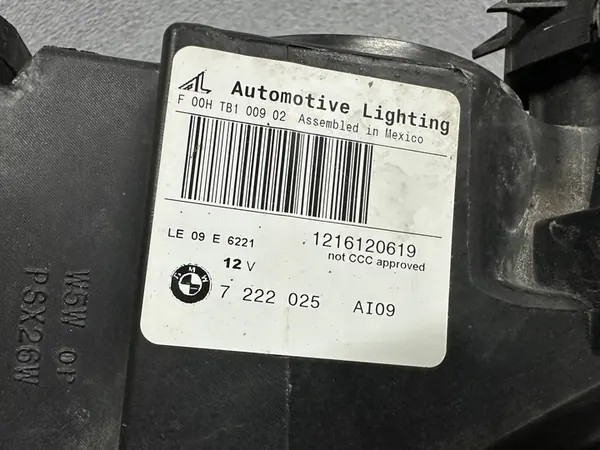 AL Automotive Lighting
F 00H TB1 009 02 Assembled in Mexico
LE 09 E 6221 1216120619
not CCC approved
12 V
BMW 7 222 025 AI09
W5W or
PSX26W